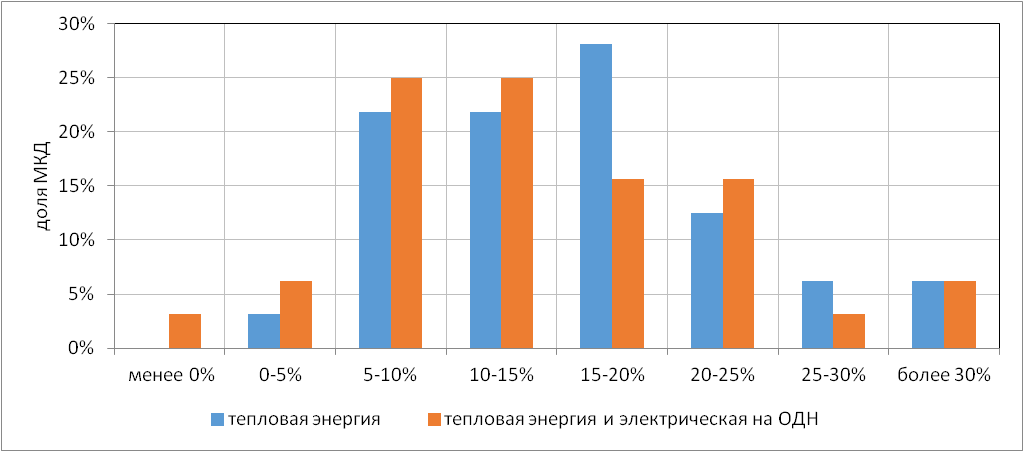 30%
25%
20%
15%
10%
5%
0%
доля МКД
менее 0% 0-5% 5-10% 10-15% 15-20% 20-25% 25-30% более 30%
тепловая энергия тепловая энергия и электрическая на ОДН